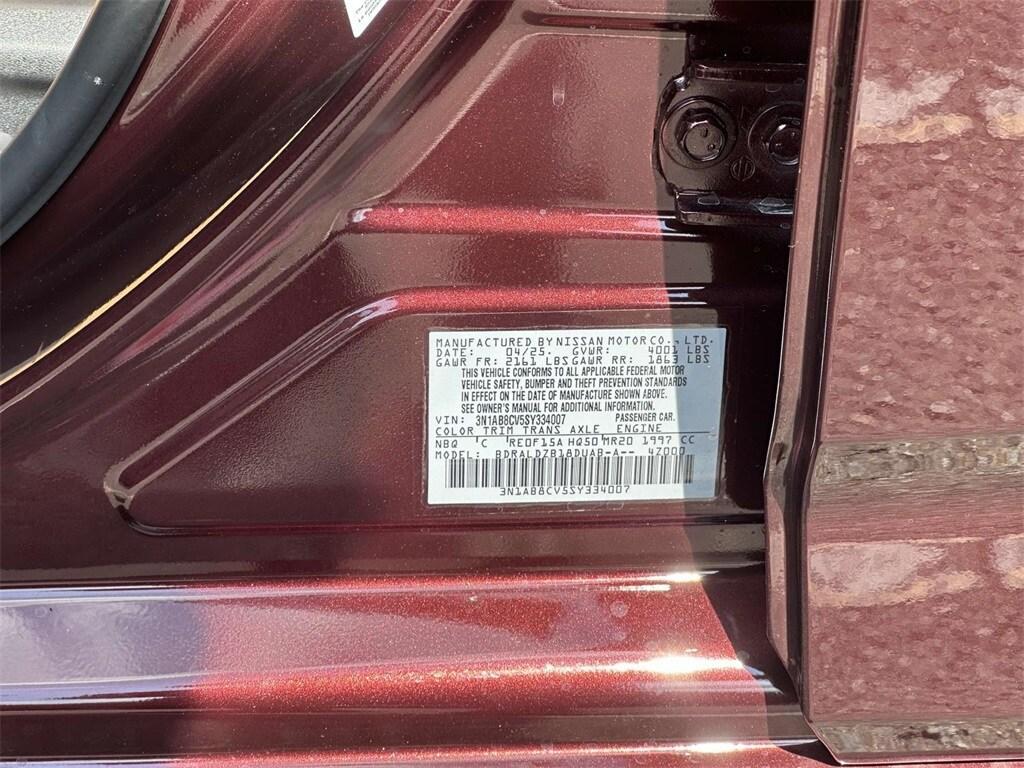 MANUFACTURED BY NISSAN MOTOR CO., LTD.
DATE: 04/25. GVWR: 4001 LBS
GAWR FR: 2161 LBS GAWR RR: 1863 LBS
THIS VEHICLE CONFORMS TO ALL APPLICABLE FEDERAL MOTOR
VEHICLE SAFETY, BUMPER AND THEFT PREVENTION STANDARDS
IN EFFECT ON THE DATE OF MANUFACTURE SHOWN ABOVE.
SEE OWNER'S MANUAL FOR ADDITIONAL INFORMATION.
VIN: 3N1AB8CV5SY334007 PASSENGER CAR.
COLOR TRIM TRANS AXLE ENGINE
NBQ 'C RE0F15A HQ50 MR20 1997 CC
MODEL: BDRALDZB18DUAB-A-- 4Z000
3N1AB8CV5SY334007